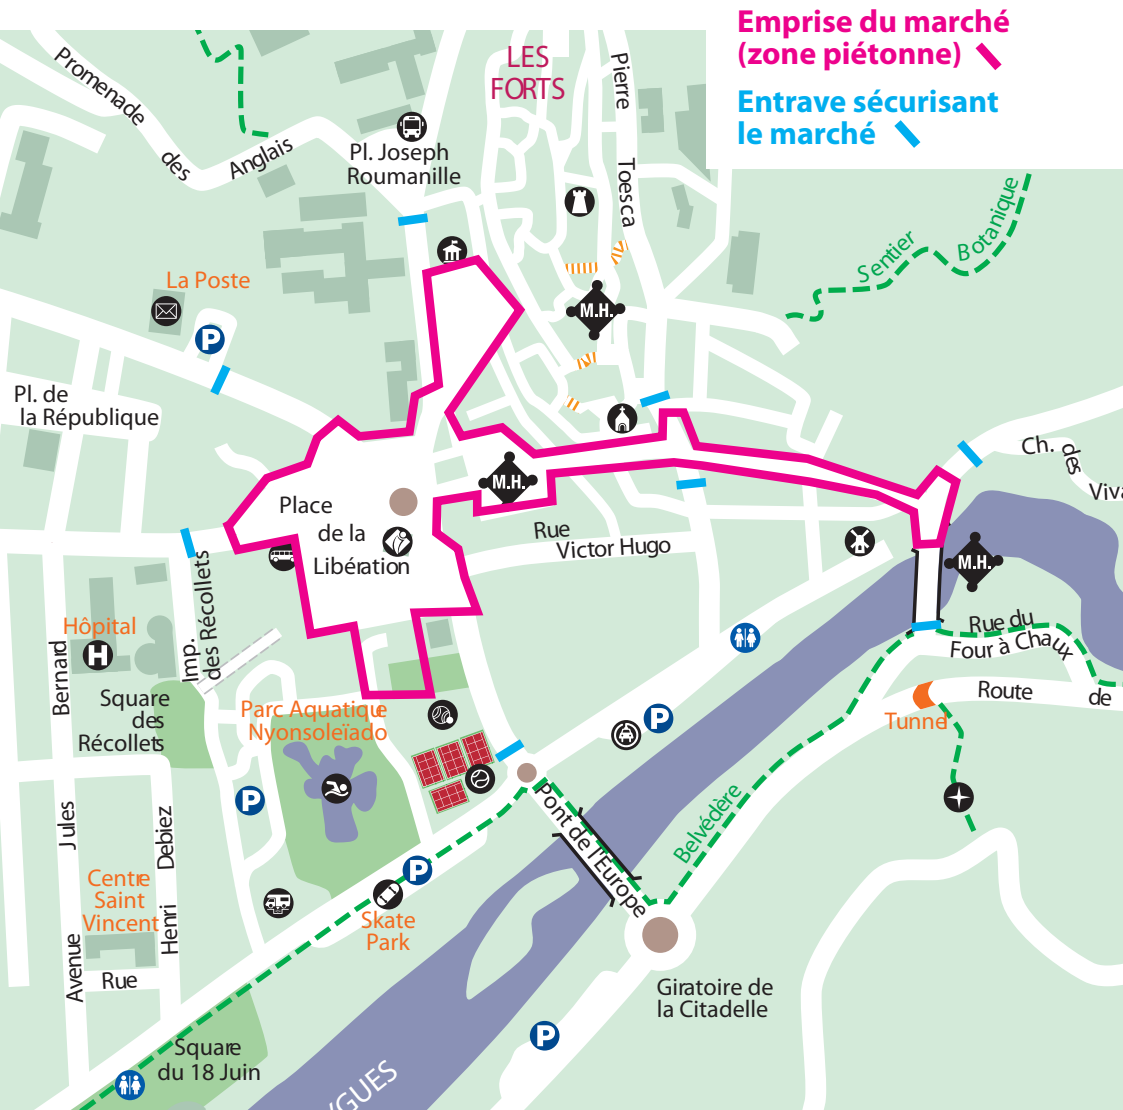 Emprise du marché
(zone piétonne)
Entrave sécurisant
le marché
LES
FORTS
Pierre
Toesca
Promenade
des
Anglais
Pl. Joseph
Roumanille
Sentier
Botanique
La Poste
P
M.H.
Pl. de
la République
Ch. des
Viva
M.H.
Place
de la
Libération
Rue
Victor Hugo
M.H.
Imp.
des Récollets
Hôpital
H
Bernard
Rue du
Four à Chaux
Square
des
Récollets
Route
de
Parc Aquatique
Nyonsoleïado
P
Tunnel
P
Jules
Debiez
Pont de l'Europe
Belvédère
P
Centre
Saint
Vincent
Henri
Skate
Park
Avenue
Rue
Giratoire de
la Citadelle
P
Square
du 18 Juin
YGUES